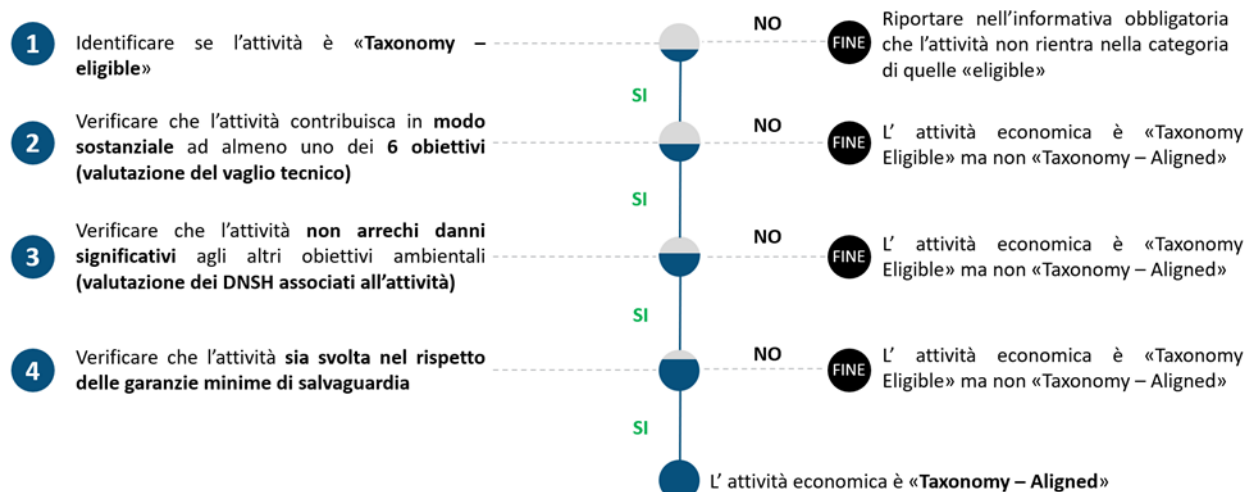 1
Identificare se l’attività è «Taxonomy –
eligible»
NO
FINE
Riportare nell’informativa obbligatoria
che l’attività non rientra nella categoria
di quelle «eligible»
SI
2
Verificare che l’attività contribuisca in modo
sostanziale ad almeno uno dei 6 obiettivi
(valutazione del vaglio tecnico)
NO
FINE
L’ attività economica è «Taxonomy
Eligible» ma non «Taxonomy – Aligned»
SI
3
Verificare che l’attività non arrechi danni
significativi agli altri obiettivi ambientali
(valutazione dei DNSH associati all’attività)
NO
FINE
L’ attività economica è «Taxonomy
Eligible» ma non «Taxonomy – Aligned»
SI
4
Verificare che l’attività sia svolta nel rispetto
delle garanzie minime di salvaguardia
NO
FINE
L’ attività economica è «Taxonomy
Eligible» ma non «Taxonomy – Aligned»
SI
L’ attività economica è «Taxonomy – Aligned»